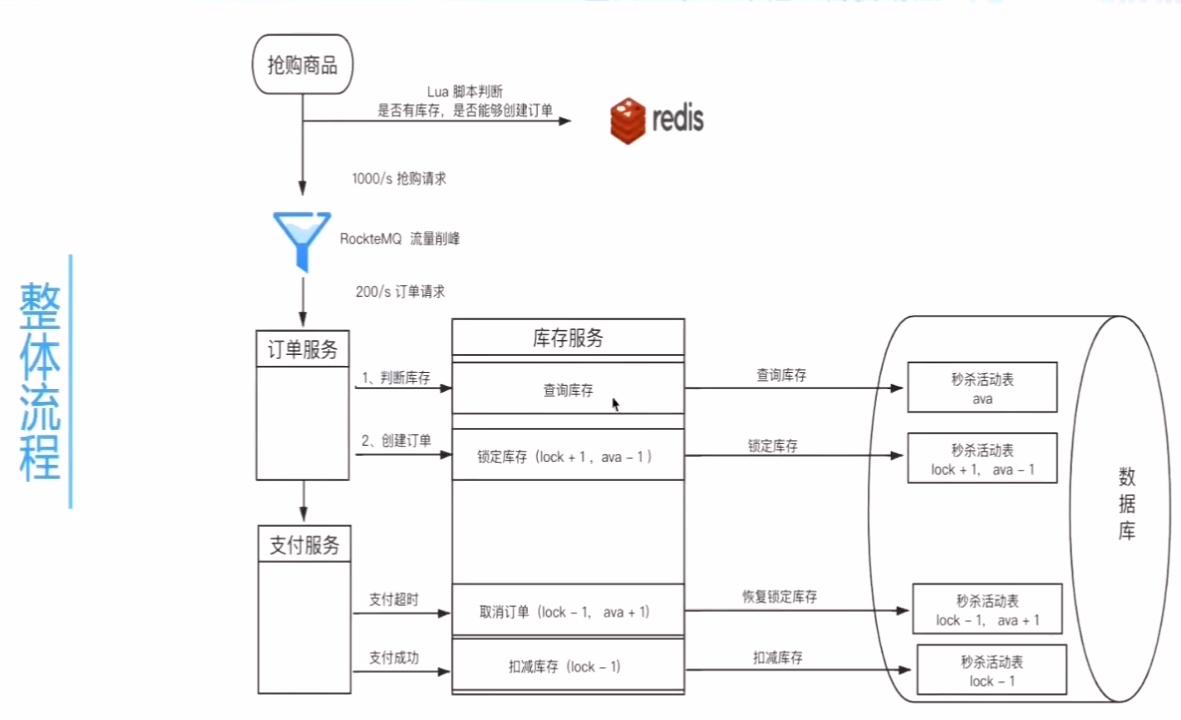 抢购商品
Lua 脚本判断
是否有库存，是否能够创建订单
redis
1000/s 抢购请求
RockteMQ 流量削峰
200/s 订单请求
整体流程
订单服务
库存服务
1、判断库存
查询库存
查询库存
秒杀活动表
ava
2、创建订单
锁定库存（lock + 1 ，ava − 1 ）
锁定库存
秒杀活动表
lock + 1， ava − 1
数据库
支付服务
支付超时
取消订单（lock − 1， ava + 1）
恢复锁定库存
秒杀活动表
lock − 1， ava + 1
支付成功
扣减库存（lock − 1）
扣减库存
秒杀活动表
lock − 1